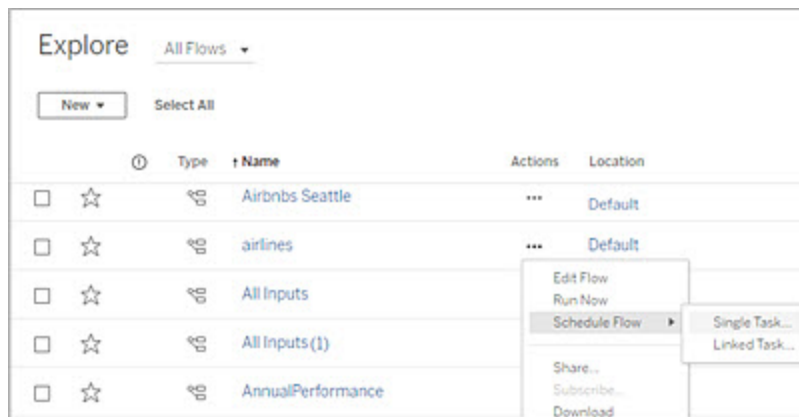 Explore All Flows
New Select All
Type ↑ Name Actions Location
Airbnbs Seattle ... Default
airlines ... Default
Edit Flow
All Inputs
Run Now
Schedule Flow Single Task...
All Inputs (1) Linked Task...
Share...
AnnualPerformance Subscribe...
Download